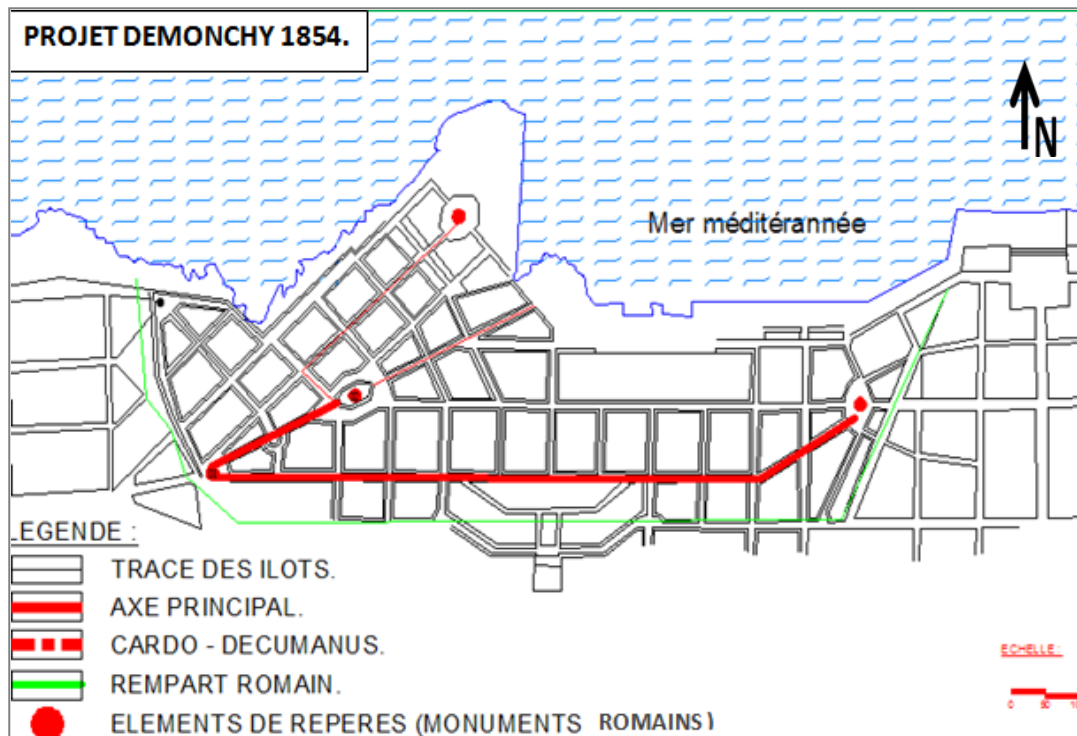 PROJET DEMONCHY 1854.
N
Mer méditérannée
LEGENDE :
TRACE DES ILOTS.
AXE PRINCIPAL.
CARDO - DECUMANUS.
REMPART ROMAIN.
ELEMENTS DE REPERES (MONUMENTS ROMAINS)
ECHELLE :
0 50